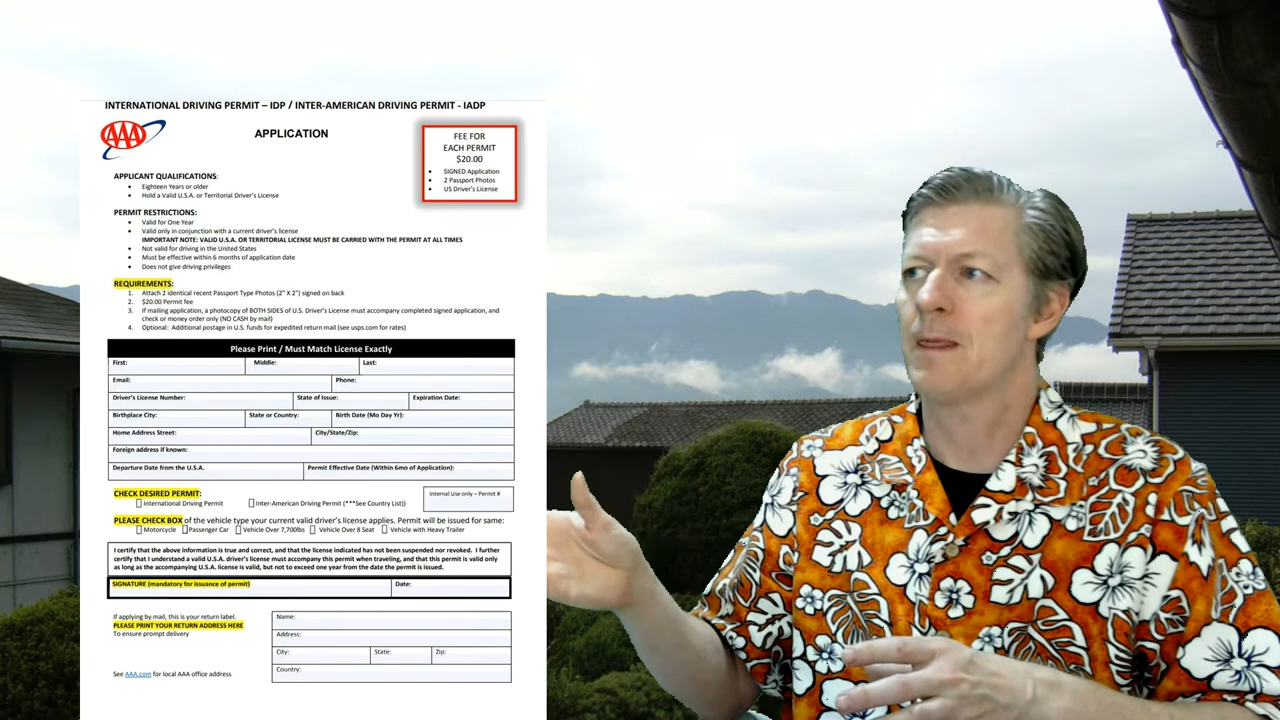 INTERNATIONAL DRIVING PERMIT – IDP / INTER-AMERICAN DRIVING PERMIT - IADP
AAA
APPLICATION
FEE FOR
EACH PERMIT
$20.00
• SIGNED Application
• 2 Passport Photos
• US Driver's License
APPLICANT QUALIFICATIONS:
• Eighteen Years or older
• Hold a Valid U.S.A. or Territorial Driver's License
PERMIT RESTRICTIONS:
• Valid for One Year
• Valid only in conjunction with a current driver's license
IMPORTANT NOTE: VALID U.S.A. OR TERRITORIAL LICENSE MUST BE CARRIED WITH THE PERMIT AT ALL TIMES
• Not valid for driving in the United States
• Must be effective within 6 months of application date
• Does not give driving privileges
REQUIREMENTS:
1. Attach 2 identical recent Passport Type Photos (2" X 2") signed on back
2. $20.00 Permit fee
3. If mailing application, a photocopy of BOTH SIDES of U.S. Driver's License must accompany completed signed application, and
check or money order only (NO CASH by mail)
4. Optional: Additional postage in U.S. funds for expedited return mail (see usps.com for rates)
Please Print / Must Match License Exactly
First: Middle: Last:
Email: Phone:
Driver's License Number: State of Issue: Expiration Date:
Birthplace City: State or Country: Birth Date (Mo Day Yr):
Home Address Street: City/State/Zip:
Foreign address if known:
Departure Date from the U.S.A. Permit Effective Date (Within 6mo of Application):
CHECK DESIRED PERMIT:
International Driving Permit Inter-American Driving Permit (***See Country List))
Internal Use only – Permit #
PLEASE CHECK BOX of the vehicle type your current valid driver's license applies. Permit will be issued for same:
Motorcycle Passenger Car Vehicle Over 7,700lbs Vehicle Over 8 Seat Vehicle with Heavy Trailer
I certify that the above information is true and correct, and that the license indicated has not been suspended nor revoked. I further
certify that I understand a valid U.S.A. driver's license must accompany this permit when traveling, and that this permit is valid only
as long as the accompanying U.S.A. license is valid, but not to exceed one year from the date the permit is issued.
SIGNATURE (mandatory for issuance of permit) Date:
If applying by mail, this is your return label.
PLEASE PRINT YOUR RETURN ADDRESS HERE
To ensure prompt delivery
See AAA.com for local AAA office address
Name:
Address:
City: State: Zip:
Country: